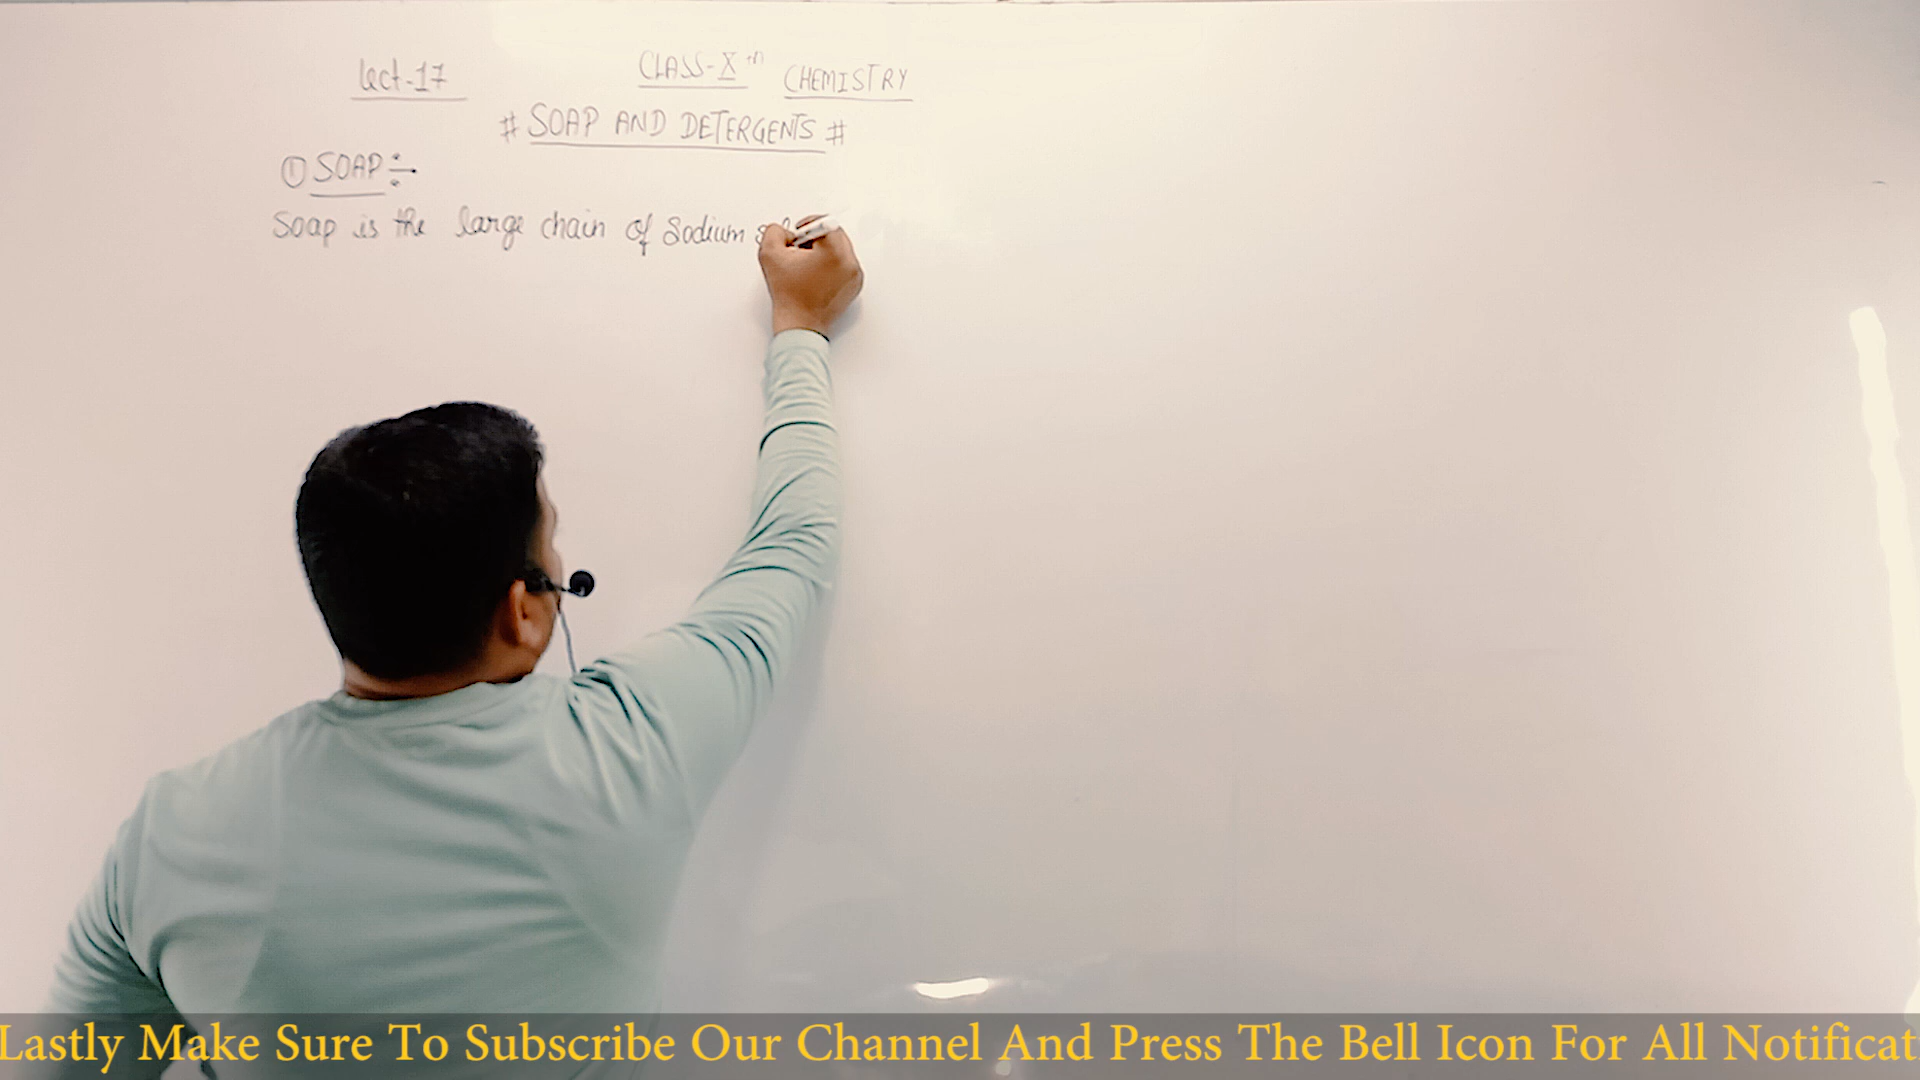 Lect-17
CLASS-Xth CHEMISTRY
# SOAP AND DETERGENTS #
① SOAP ÷
Soap is the large chain of Sodium
Lastly Make Sure To Subscribe Our Channel And Press The Bell Icon For All Notificat